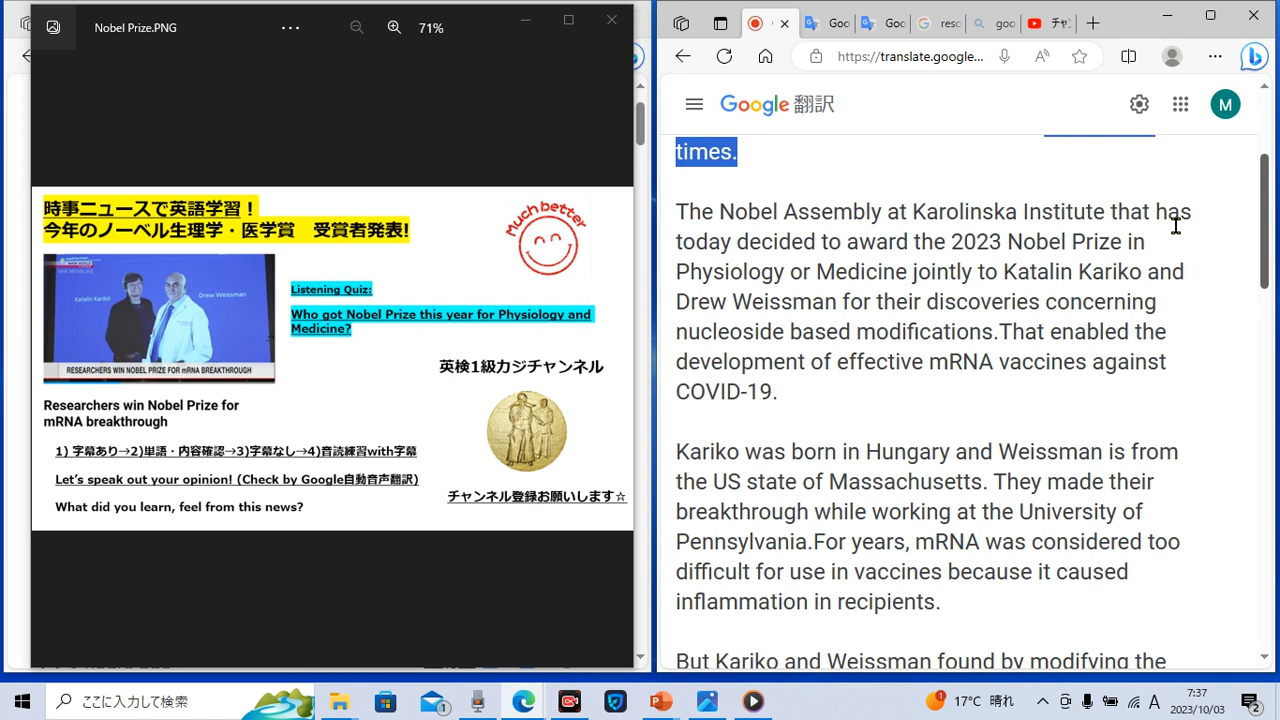 Nobel Prize.PNG
71%
時事ニュースで英語学習！
今年のノーベル生理学・医学賞　受賞者発表!
Much better
NHK NEWSLINE
Katalin Karikó
Drew Weissman
RESEARCHERS WIN NOBEL PRIZE FOR mRNA BREAKTHROUGH
Listening Quiz:
Who got Nobel Prize this year for Physiology and
Medicine?
英検1級カジチャンネル
Researchers win Nobel Prize for
mRNA breakthrough
1) 字幕あり→2)単語・内容確認→3)字幕なし→4)音読練習with字幕
Let's speak out your opinion! (Check by Google自動音声翻訳)
What did you learn, feel from this news?
チャンネル登録お願いします☆
Goo
Goo
reso
goo
チャ
https://translate.google...
Google 翻訳
M
times.
The Nobel Assembly at Karolinska Institute that has
today decided to award the 2023 Nobel Prize in
Physiology or Medicine jointly to Katalin Kariko and
Drew Weissman for their discoveries concerning
nucleoside based modifications.That enabled the
development of effective mRNA vaccines against
COVID-19.
Kariko was born in Hungary and Weissman is from
the US state of Massachusetts. They made their
breakthrough while working at the University of
Pennsylvania.For years, mRNA was considered too
difficult for use in vaccines because it caused
inflammation in recipients.
But Kariko and Weissman found by modifying the
ここに入力して検索
1
1
17°C 晴れ
A
7:37
2023/10/03
2